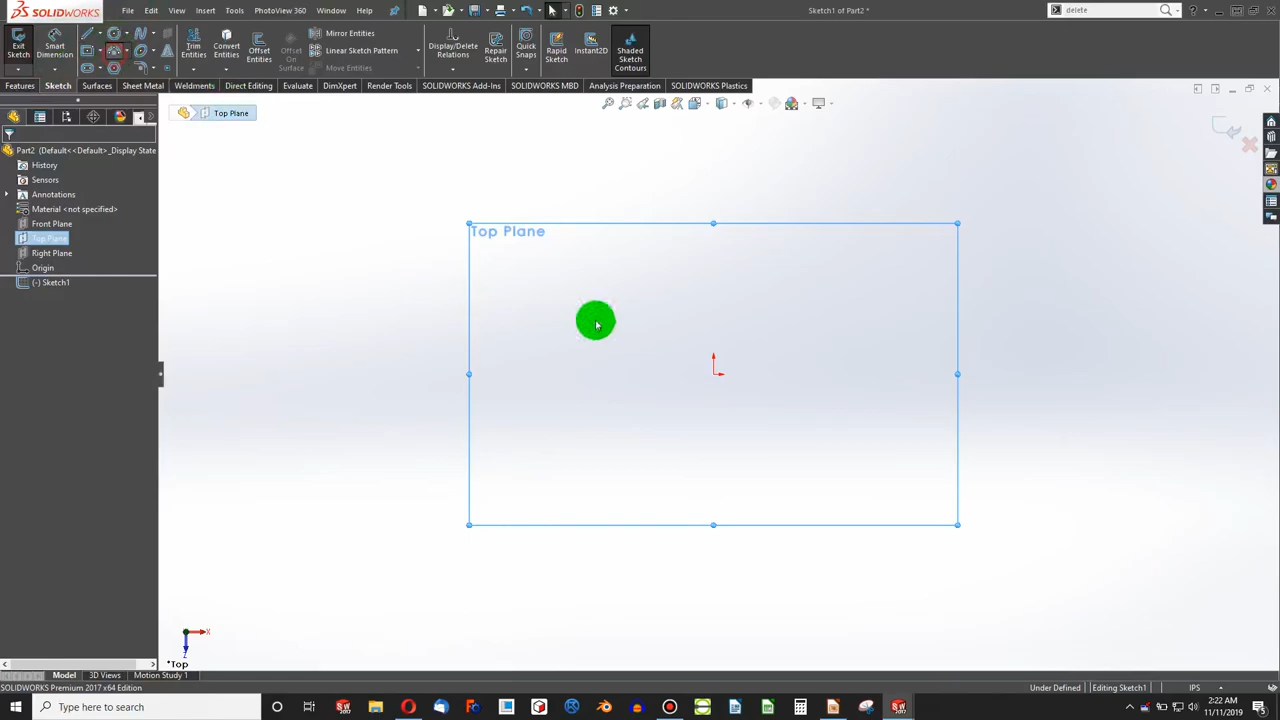 SOLIDWORKS File Edit View Insert Tools PhotoView 360 Window Help Sketch1 of Part2 * delete
Exit Sketch Smart Dimension Trim Entities Convert Entities Offset Entities Offset On Surface Mirror Entities Linear Sketch Pattern Move Entities Display/Delete Relations Repair Sketch Quick Snaps Rapid Sketch Instant2D Shaded Sketch Contours
Features Sketch Surfaces Sheet Metal Weldments Direct Editing Evaluate DimXpert Render Tools SOLIDWORKS Add-Ins SOLIDWORKS MBD Analysis Preparation SOLIDWORKS Plastics
Top Plane
Part2 (Default<<Default>_Display State
History
Sensors
Annotations
Material <not specified>
Front Plane
Top Plane
Right Plane
Origin
(-) Sketch1
Top Plane
X
Z
*Top
Model 3D Views Motion Study 1
SOLIDWORKS Premium 2017 x64 Edition Under Defined Editing Sketch1 IPS
Type here to search 2:22 AM
11/11/2019